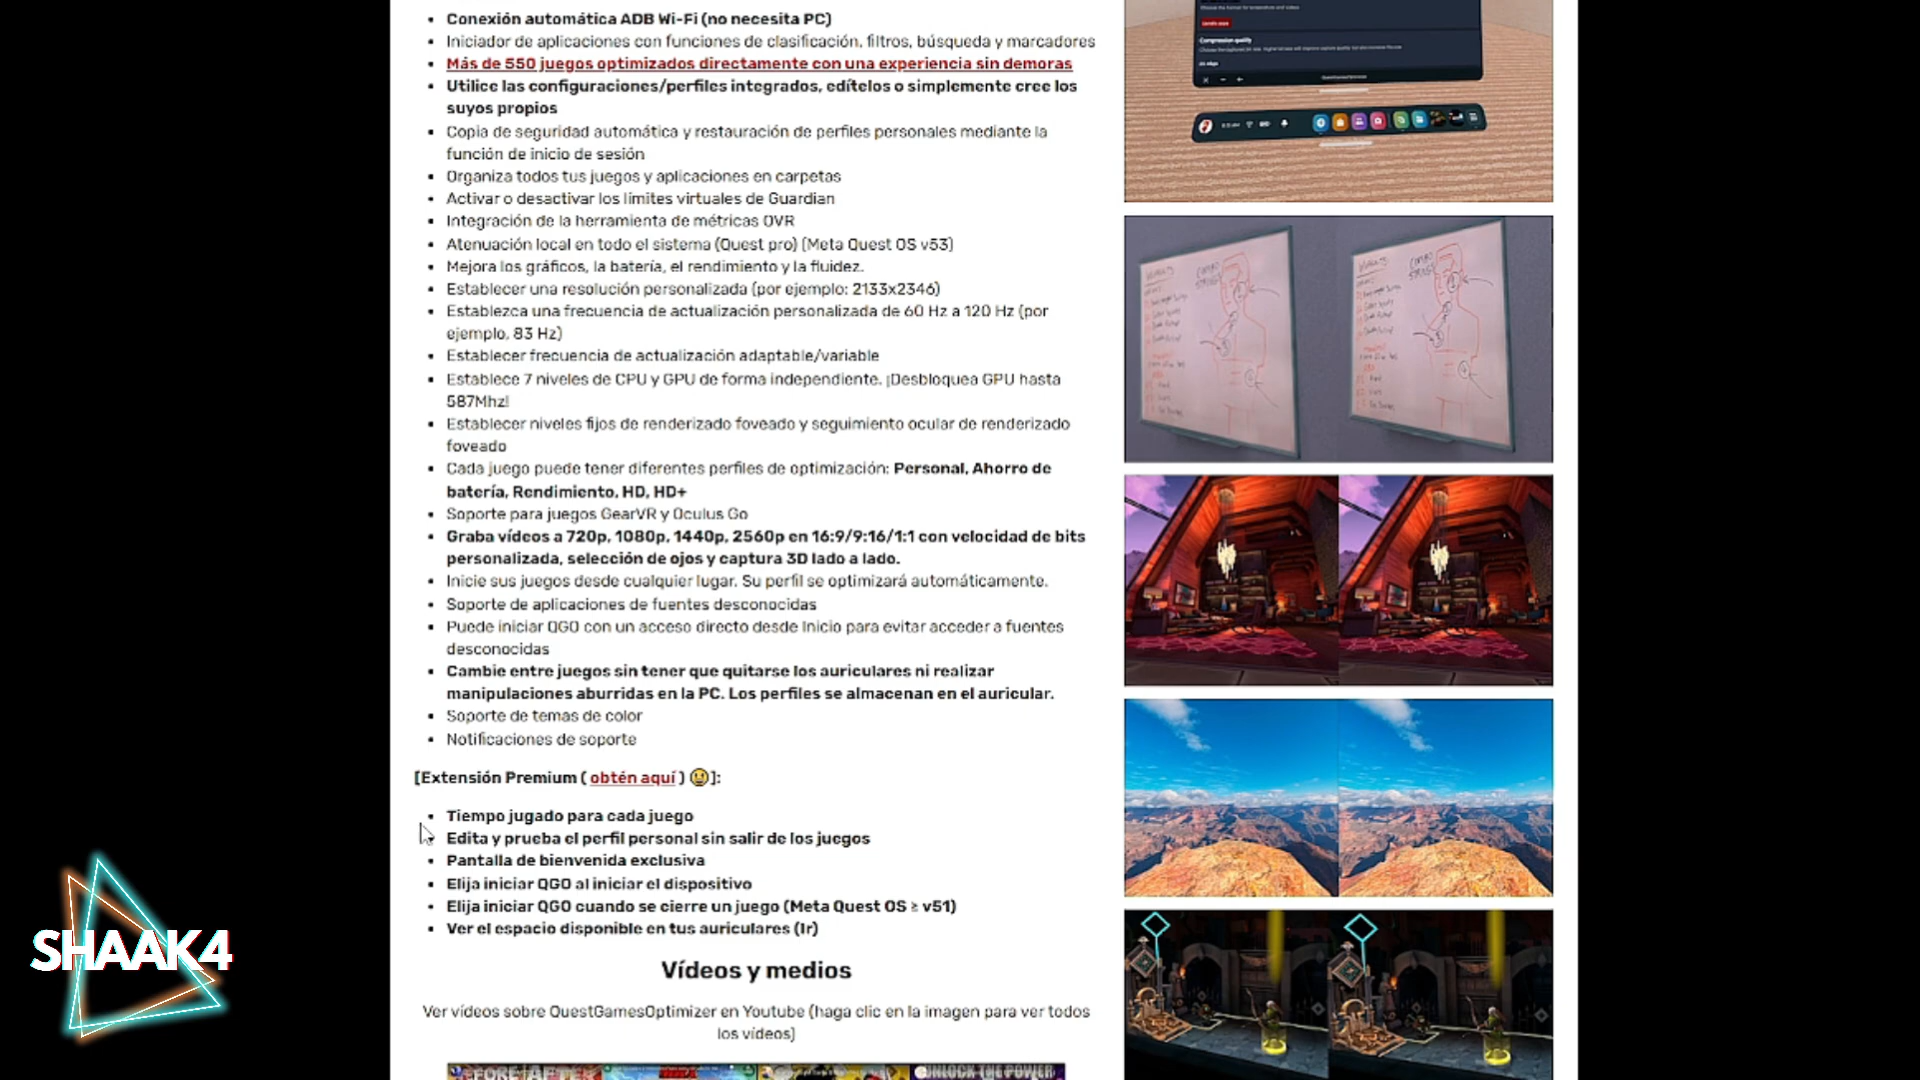 Conexión automática ADB Wi-Fi (no necesita PC)
Iniciador de aplicaciones con funciones de clasificación, filtros, búsqueda y marcadores
Más de 550 juegos optimizados directamente con una experiencia sin demoras
Utilice las configuraciones/perfiles integrados, edítelos o simplemente cree los
suyos propios
Copia de seguridad automática y restauración de perfiles personales mediante la
función de inicio de sesión
Organiza todos tus juegos y aplicaciones en carpetas
Activar o desactivar los límites virtuales de Guardian
Integración de la herramienta de métricas OVR
Atenuación local en todo el sistema (Quest pro) (Meta Quest OS v53)
Mejora los gráficos, la batería, el rendimiento y la fluidez.
Establecer una resolución personalizada (por ejemplo: 2133x2346)
Establezca una frecuencia de actualización personalizada de 60 Hz a 120 Hz (por
ejemplo, 83 Hz)
Establecer frecuencia de actualización adaptable/variable
Establece 7 niveles de CPU y GPU de forma independiente. ¡Desbloquea GPU hasta
587Mhz!
Establecer niveles fijos de renderizado foveado y seguimiento ocular de renderizado
foveado
Cada juego puede tener diferentes perfiles de optimización: Personal, Ahorro de
batería, Rendimiento, HD, HD+
Soporte para juegos GearVR y Oculus Go
Graba vídeos a 720p, 1080p, 1440p, 2560p en 16:9/9:16/1:1 con velocidad de bits
personalizada, selección de ojos y captura 3D lado a lado.
Inicie sus juegos desde cualquier lugar. Su perfil se optimizará automáticamente.
Soporte de aplicaciones de fuentes desconocidas
Puede iniciar QGO con un acceso directo desde Inicio para evitar acceder a fuentes
desconocidas
Cambie entre juegos sin tener que quitarse los auriculares ni realizar
manipulaciones aburridas en la PC. Los perfiles se almacenan en el auricular.
Soporte de temas de color
Notificaciones de soporte
[Extensión Premium ( obtén aquí ) ]:
Tiempo jugado para cada juego
Edita y prueba el perfil personal sin salir de los juegos
Pantalla de bienvenida exclusiva
Elija iniciar QGO al iniciar el dispositivo
Elija iniciar QGO cuando se cierre un juego (Meta Quest OS ≥ v51)
Ver el espacio disponible en tus auriculares (Ir)
Vídeos y medios
Ver vídeos sobre QuestGamesOptimizer en Youtube (haga clic en la imagen para ver todos
los vídeos)
Compression quality
SHAAK4